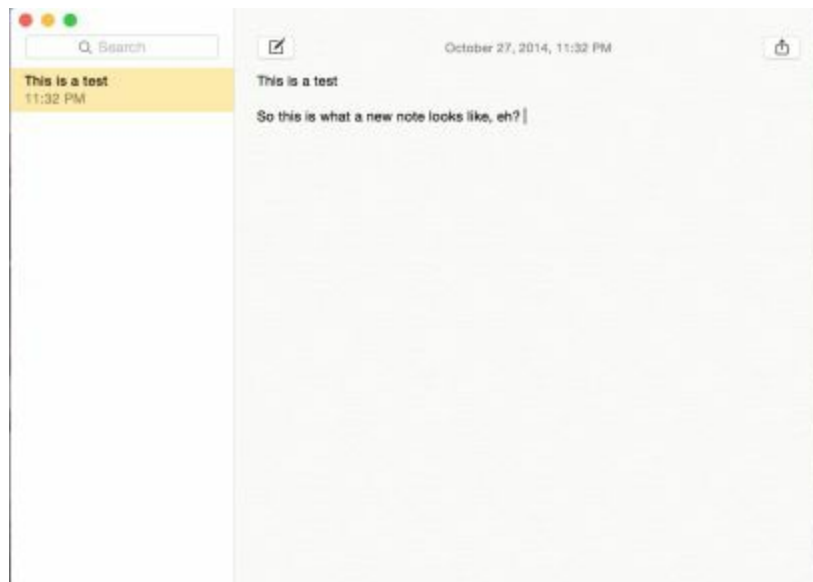 Search
October 27, 2014, 11:32 PM
This is a test
11:32 PM
This is a test
So this is what a new note looks like, eh?